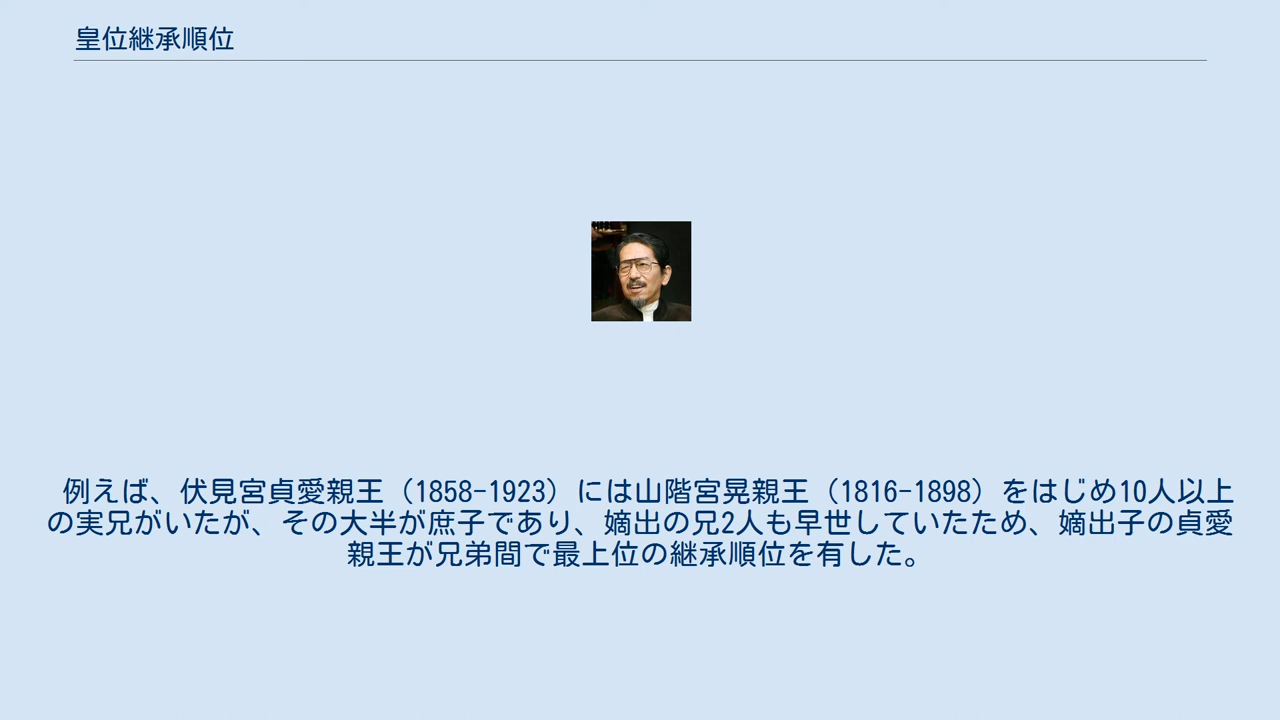 皇位継承順位
例えば、伏見宮貞愛親王（1858-1923）には山階宮晃親王（1816-1898）をはじめ10人以上
の実兄がいたが、その大半が庶子であり、嫡出の兄2人も早世していたため、嫡出子の貞愛
親王が兄弟間で最上位の継承順位を有した。